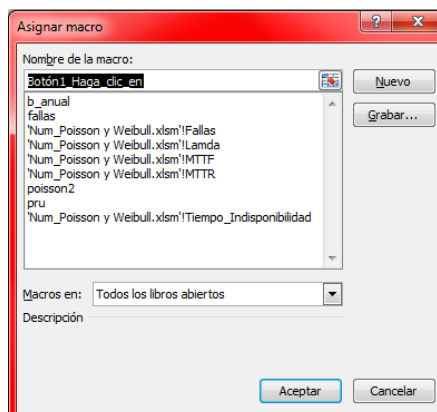 Asignar macro
Nombre de la macro:
Botón1_Haga_clic_en
Nuevo
b_anual
fallas
Grabar...
'Num_Poisson y Weibull.xlsm'!Fallas
'Num_Poisson y Weibull.xlsm'!Lamda
'Num_Poisson y Weibull.xlsm'!MTTF
'Num_Poisson y Weibull.xlsm'!MTTR
poisson2
pru
'Num_Poisson y Weibull.xlsm'!Tiempo_Indisponibilidad
Macros en: Todos los libros abiertos
Descripción
Aceptar Cancelar